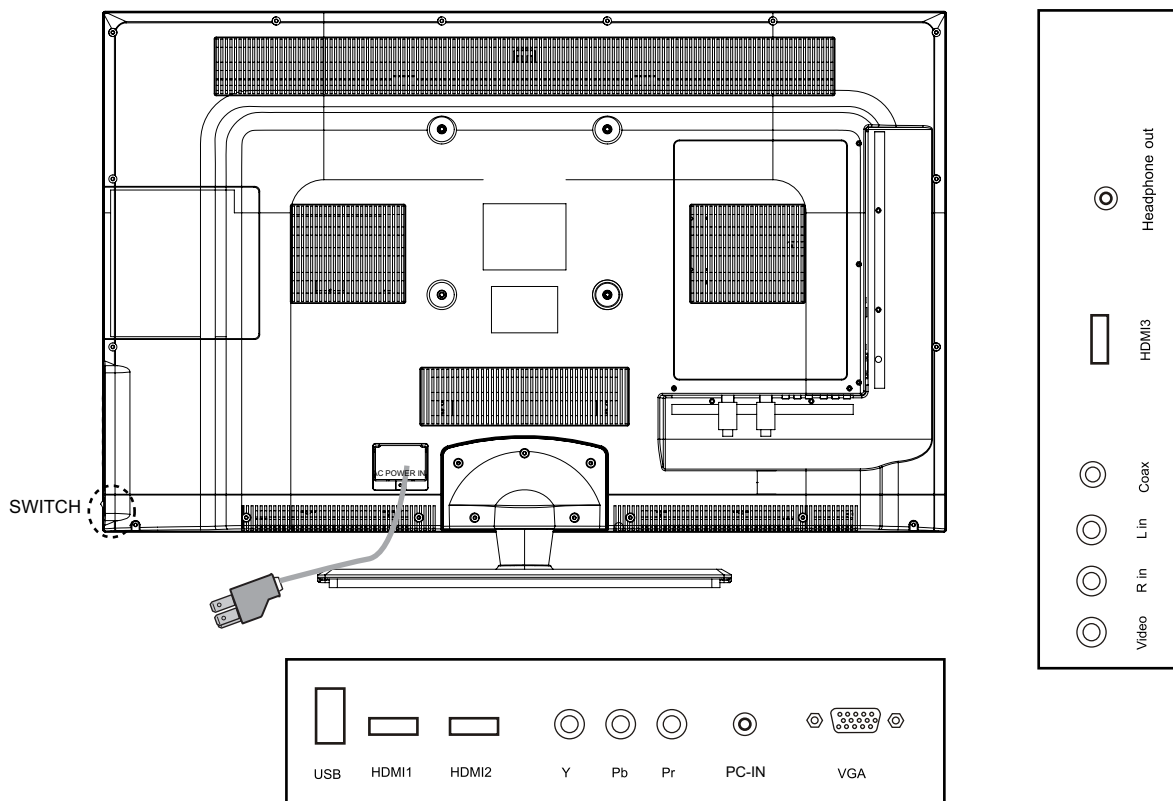 Headphone out
HDMI3
Coax
L in
R in
Video
AC POWER IN
SWITCH
USB HDMI1 HDMI2 Y Pb Pr PC-IN VGA